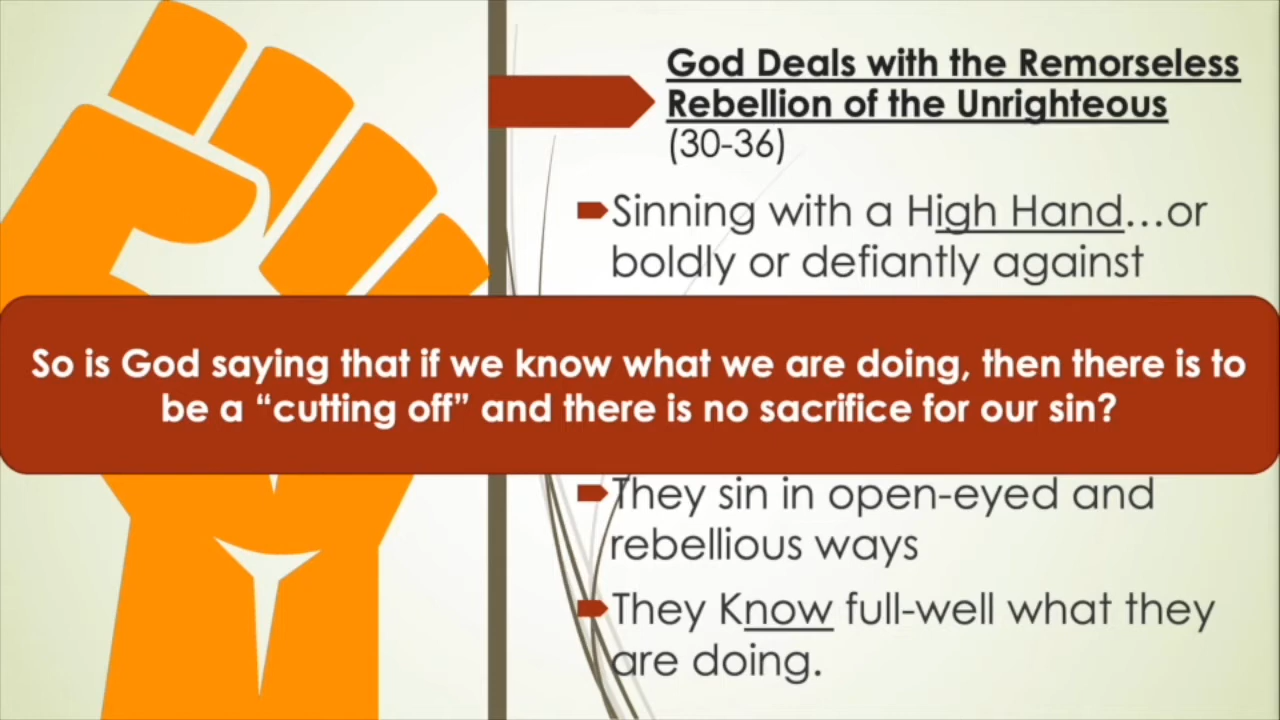 God Deals with the Remorseless
Rebellion of the Unrighteous
(30-36)
Sinning with a High Hand…or
boldly or defiantly against
So is God saying that if we know what we are doing, then there is to
be a “cutting off” and there is no sacrifice for our sin?
They sin in open-eyed and
rebellious ways
They Know full-well what they
are doing.